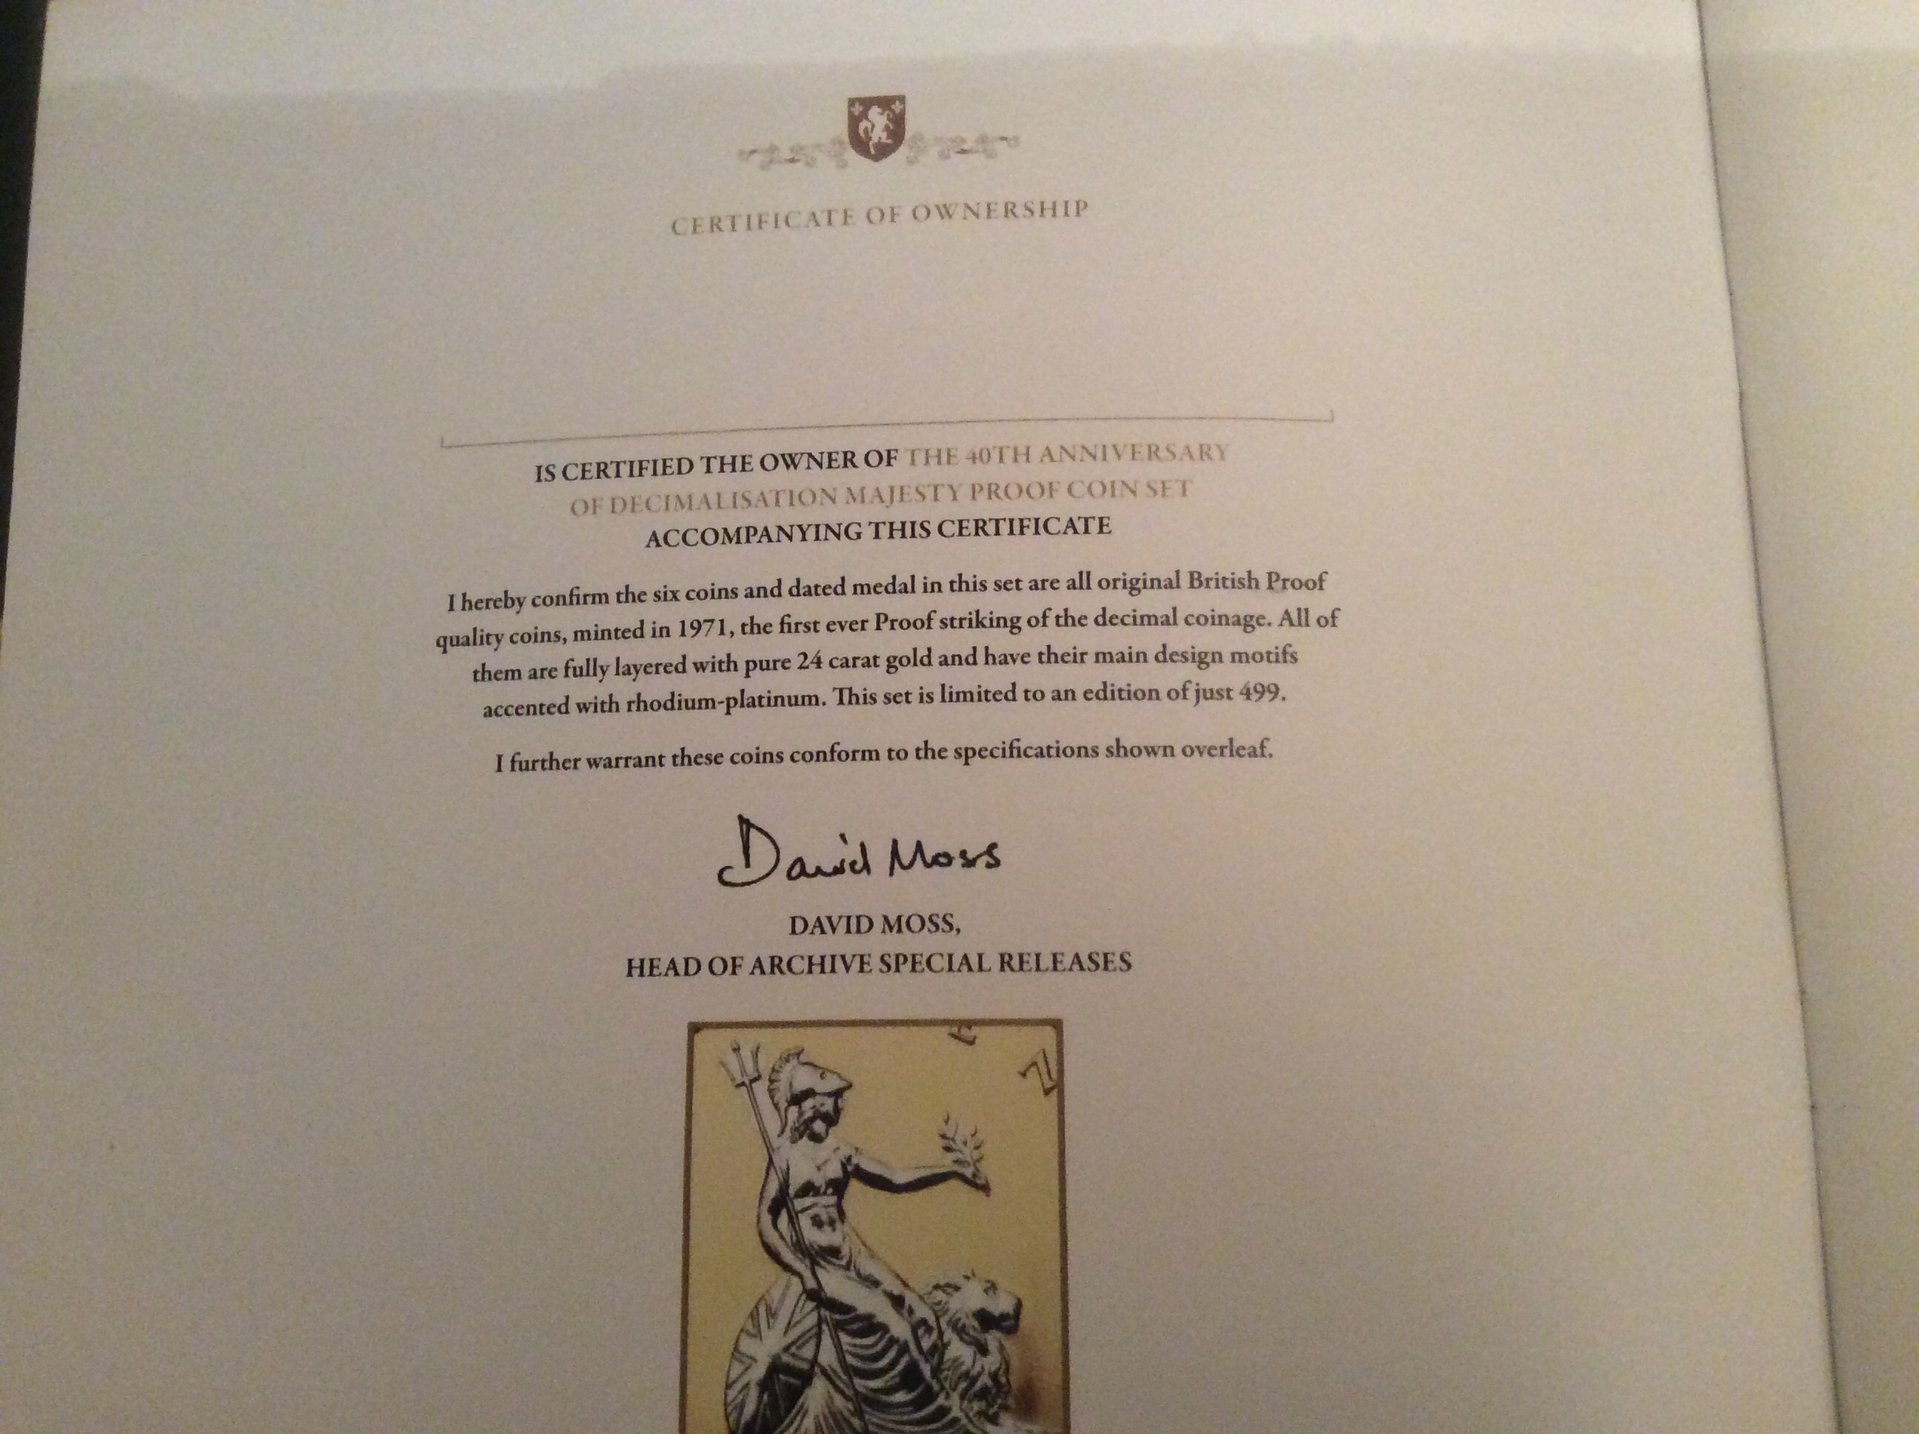 CERTIFICATE OF OWNERSHIP
IS CERTIFIED THE OWNER OF THE 40TH ANNIVERSARY
OF DECIMALISATION MAJESTY PROOF COIN SET
ACCOMPANYING THIS CERTIFICATE
I hereby confirm the six coins and dated medal in this set are all original British Proof
quality coins, minted in 1971, the first ever Proof striking of the decimal coinage. All of
them are fully layered with pure 24 carat gold and have their main design motifs
accented with rhodium-platinum. This set is limited to an edition of just 499.
I further warrant these coins conform to the specifications shown overleaf.
David Moss
DAVID MOSS,
HEAD OF ARCHIVE SPECIAL RELEASES